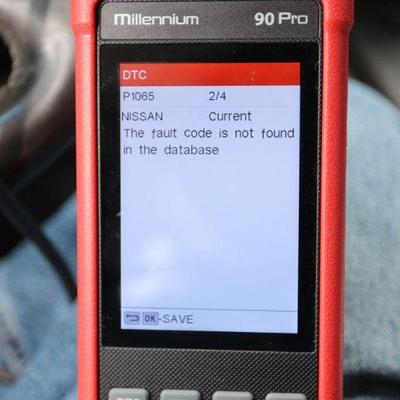 Millennium 90 Pro
DTC
P1065 2/4
NISSAN Current
The fault code is not found
in the database
OK -SAVE